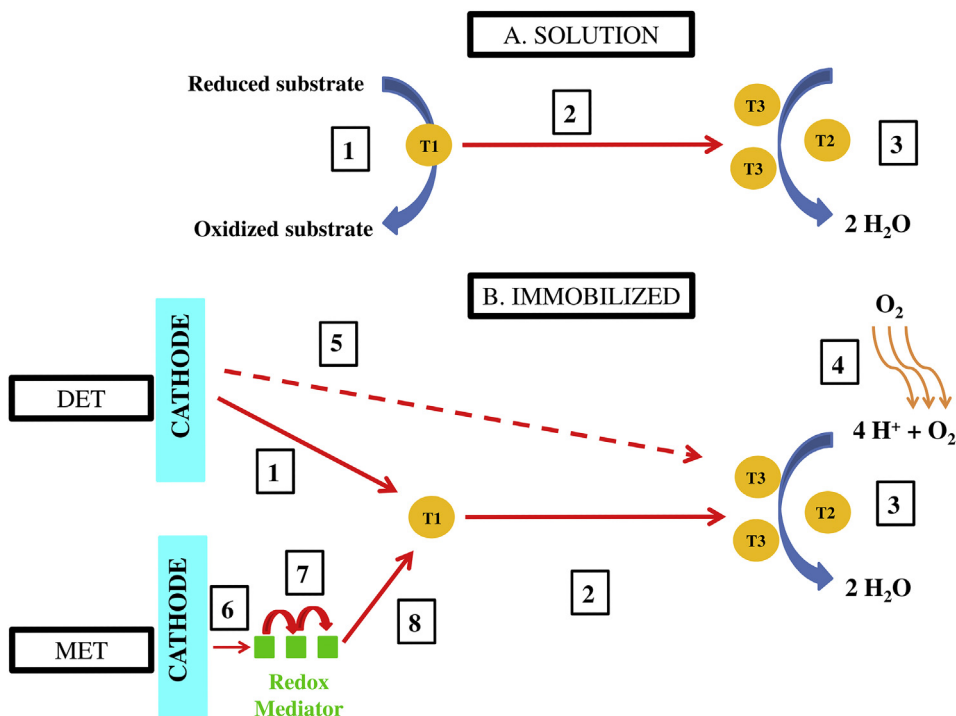 A. SOLUTION
Reduced substrate
1
T1
2
T3
T3
T2
3
Oxidized substrate
2 H₂O
B. IMMOBILIZED
O₂
4
4 H⁺ + O₂
CATHODE
DET
5
1
T1
T3
T3
T2
3
2
2 H₂O
CATHODE
MET
6
7
8
Redox
Mediator